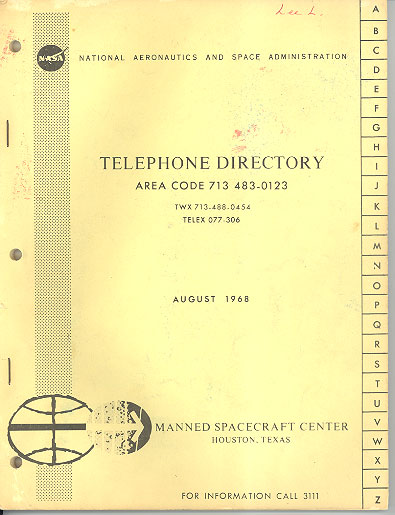 Lee L.
NASA
NATIONAL AERONAUTICS AND SPACE ADMINISTRATION
TELEPHONE DIRECTORY
AREA CODE 713 483-0123
TWX 713-488-0454
TELEX 077-306
AUGUST 1968
MANNED SPACECRAFT CENTER
HOUSTON, TEXAS
FOR INFORMATION CALL 3111
A
B
C
D
E
F
G
H
I
J
K
L
M
N
O
P
Q
R
S
T
U
V
W
X
Y
Z